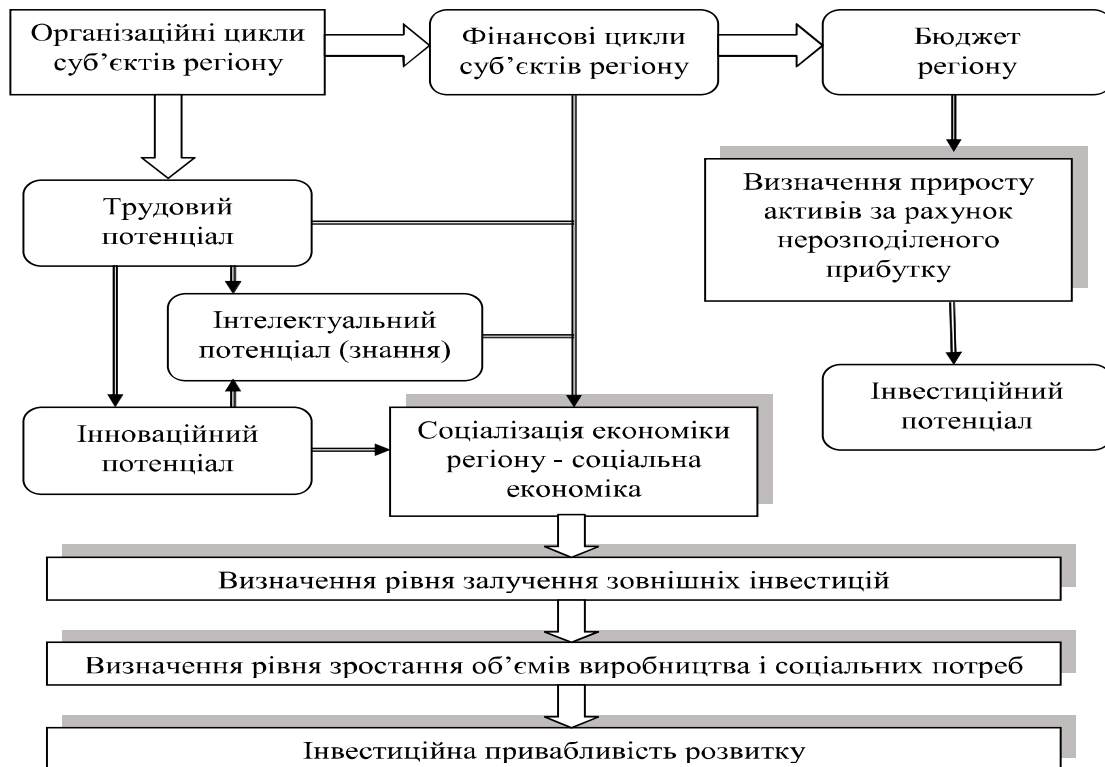 Організаційні цикли
суб’єктів регіону
Фінансові цикли
суб’єктів регіону
Бюджет
регіону
Трудовий
потенціал
Визначення приросту
активів за рахунок
нерозподіленого
прибутку
Інтелектуальний
потенціал (знання)
Інвестиційний
потенціал
Інноваційний
потенціал
Соціалізація економіки
регіону - соціальна
економіка
Визначення рівня залучення зовнішніх інвестицій
Визначення рівня зростання об’ємів виробництва і соціальних потреб
Інвестиційна привабливість розвитку